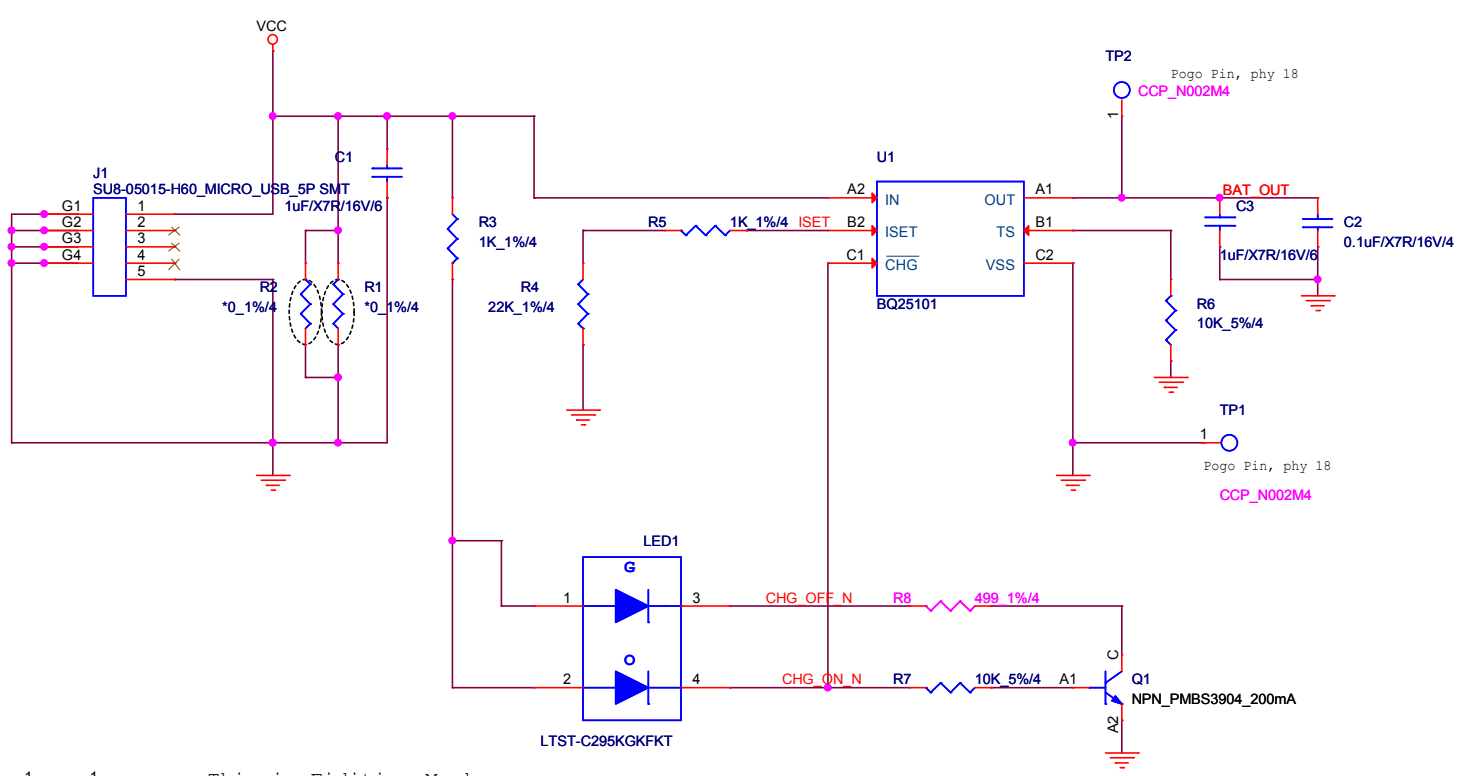 VCC
TP2
Pogo Pin, phy 18
CCP_N002M4
1
C1
U1
J1
SU8-05015-H60_MICRO_USB_5P SMT
1uF/X7R/16V/6
G1
G2
G3
G4
1
2
3
4
5
A2
IN
OUT
A1
BAT_OUT
C3
R3
1K_1%/4
R5
1K_1%/4
ISET
B2
ISET
TS
B1
C2
0.1uF/X7R/16V/4
1uF/X7R/16V/6
C1
CHG
VSS
C2
R2
*0_1%/4
R1
*0_1%/4
R4
22K_1%/4
BQ25101
R6
10K_5%/4
TP1
1
Pogo Pin, phy 18
CCP_N002M4
LED1
G
1
3
CHG_OFF_N
R8
499_1%/4
O
2
4
CHG_ON_N
R7
10K_5%/4
A1
C
Q1
NPN_PMBS3904_200mA
A2
LTST-C295KGKFKT